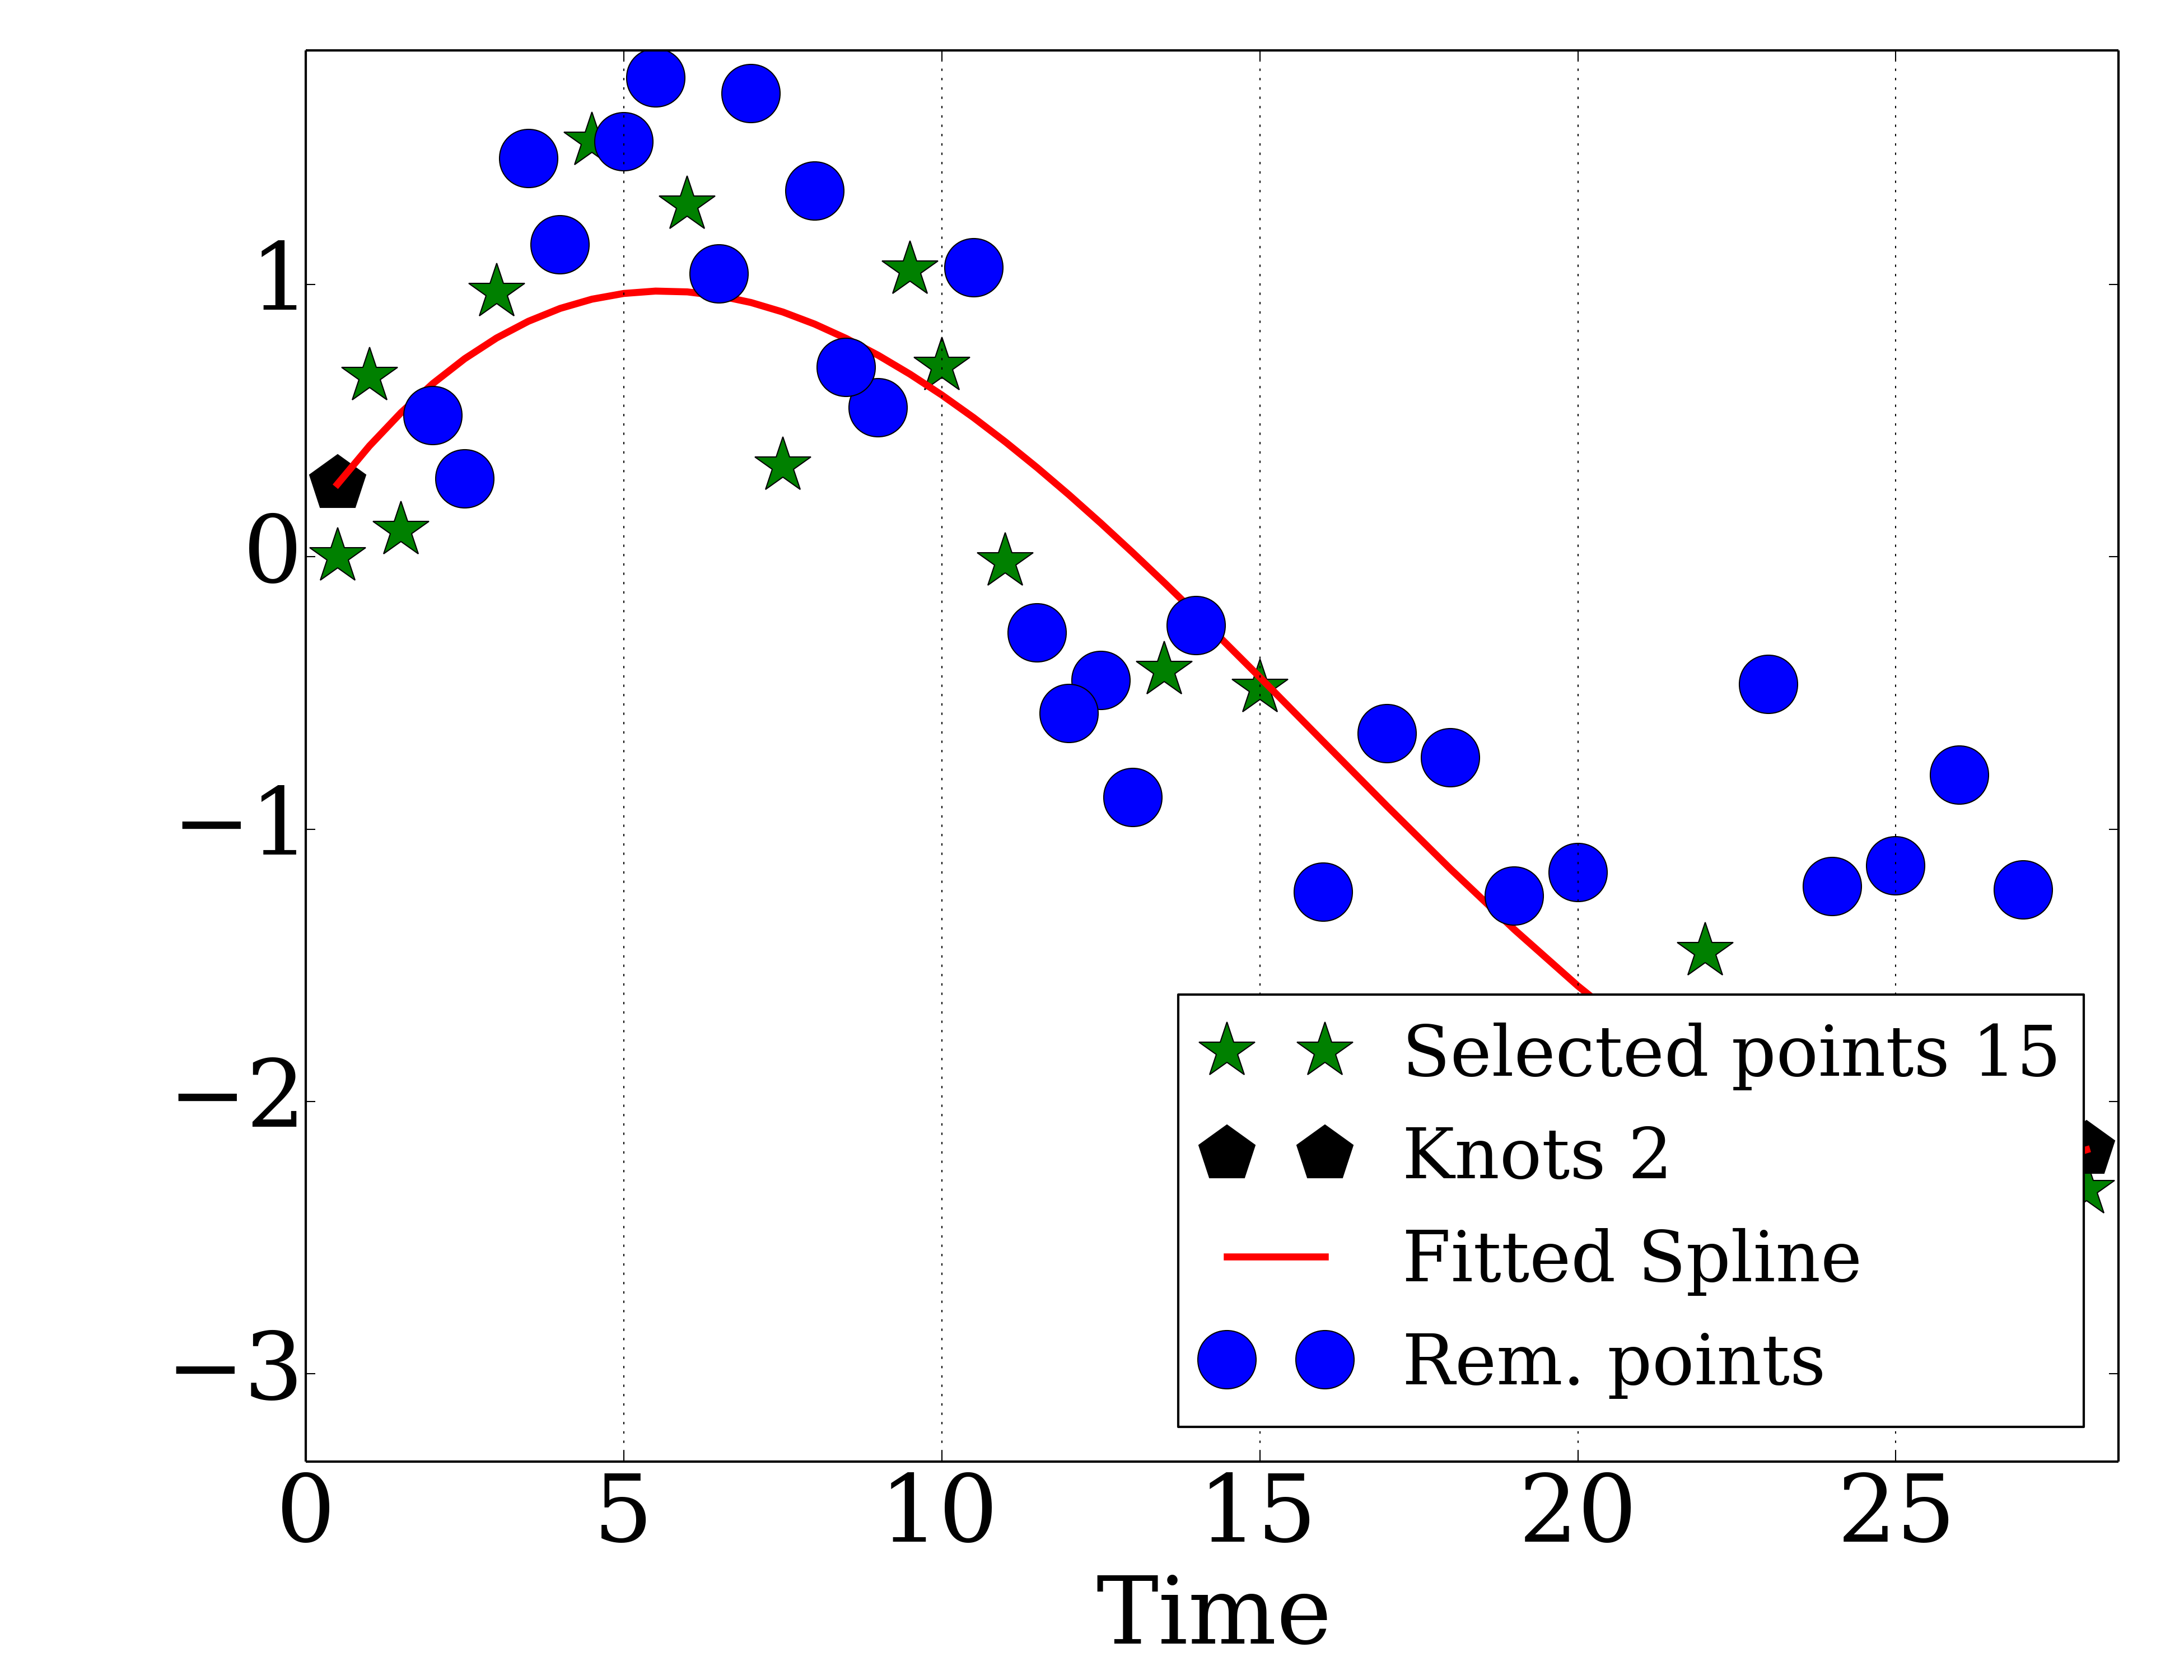 1
0
−1
−2
−3
0 5 10 15 20 25
Time
Selected points 15
Knots 2
Fitted Spline
Rem. points